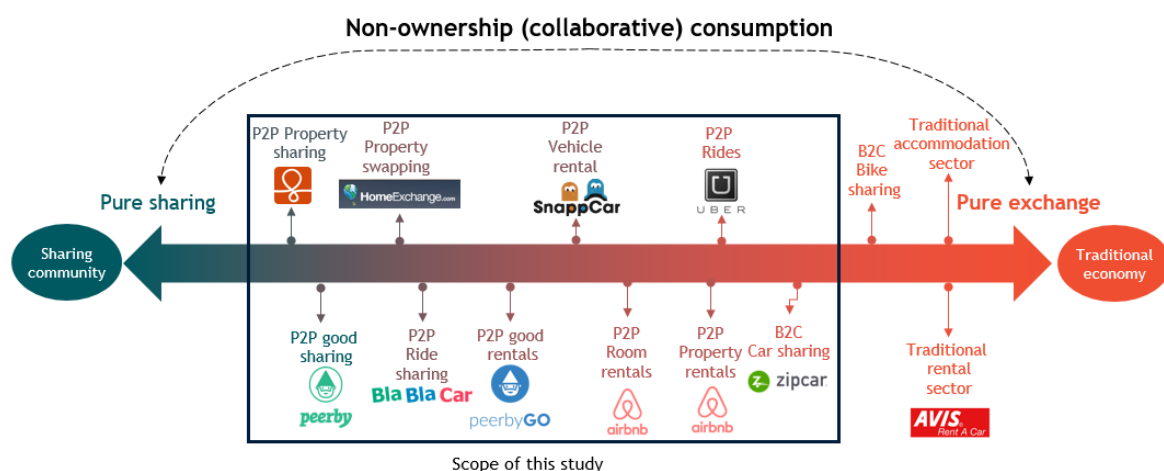 Non-ownership (collaborative) consumption
P2P Property
sharing
P2P
Property
swapping
HomeExchange.com
P2P
Vehicle
rental
SnappCar
P2P
Rides
U
UBER
B2C
Bike
sharing
Traditional
accommodation
sector
Pure sharing
Pure exchange
Sharing
community
Traditional
economy
P2P good
sharing
peerby
P2P
Ride
sharing
Bla Bla Car
P2P good
rentals
peerbyGO
P2P
Room
rentals
airbnb
P2P
Property
rentals
airbnb
B2C
Car sharing
Z zipcar
Traditional
rental
sector
AVIS®
Rent A Car
Scope of this study